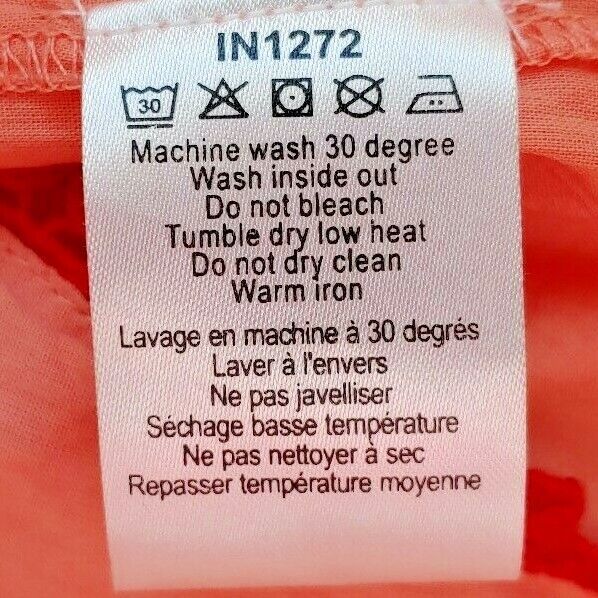 IN1272
30
Machine wash 30 degree
Wash inside out
Do not bleach
Tumble dry low heat
Do not dry clean
Warm iron
Lavage en machine à 30 degrés
Laver à l'envers
Ne pas javelliser
Séchage basse température
Ne pas nettoyer à sec
Repasser température moyenne